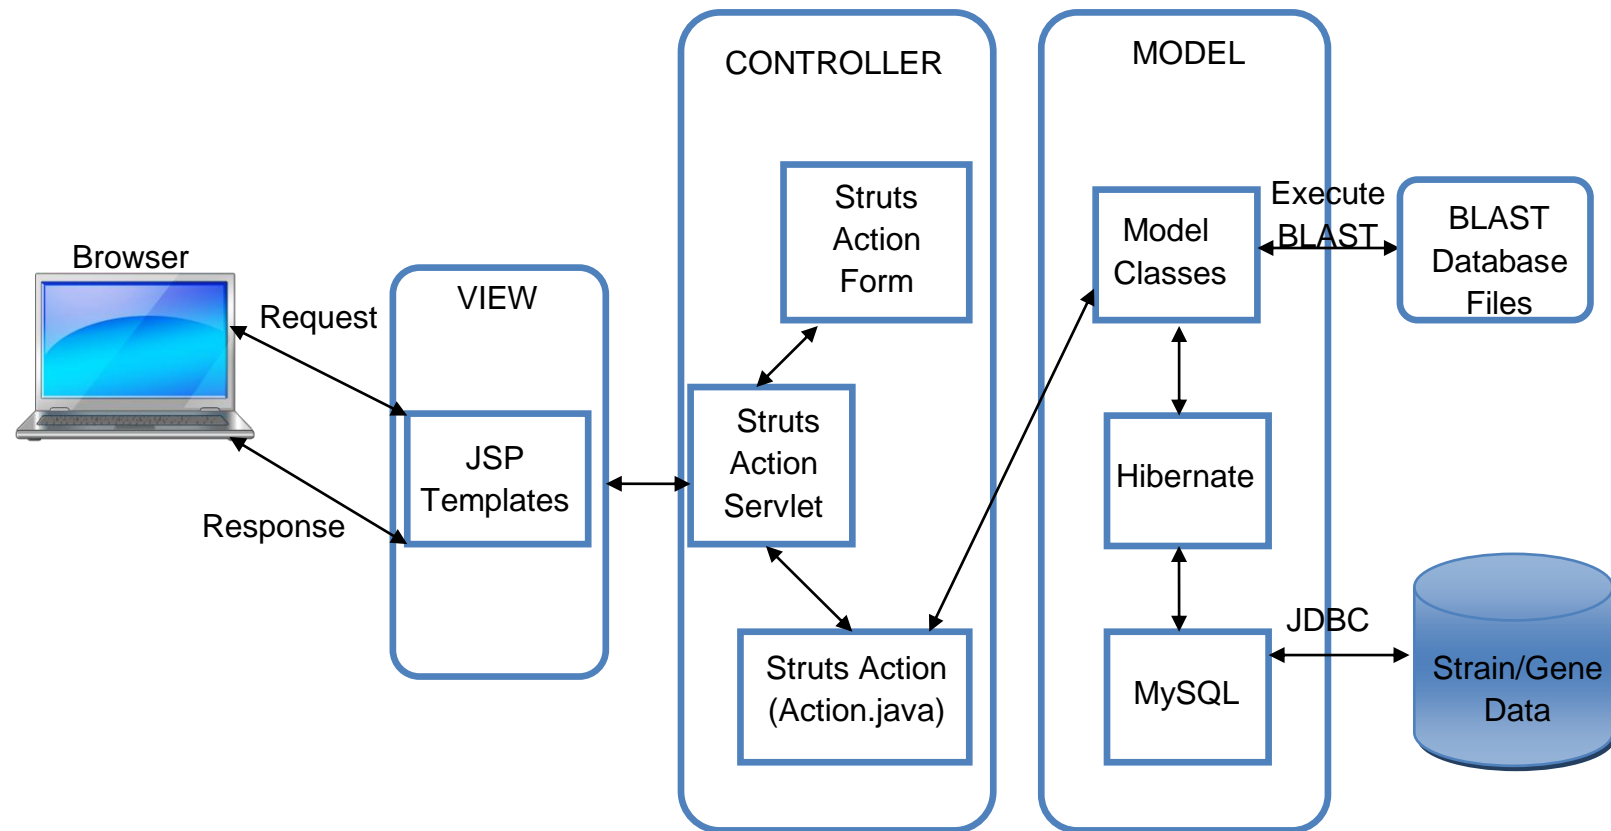 Browser
Request
Response
VIEW
JSP
Templates
CONTROLLER
Struts
Action
Form
Struts
Action
Servlet
Struts Action
(Action.java)
MODEL
Model
Classes
Hibernate
MySQL
Execute
BLAST
BLAST
Database
Files
JDBC
Strain/Gene
Data